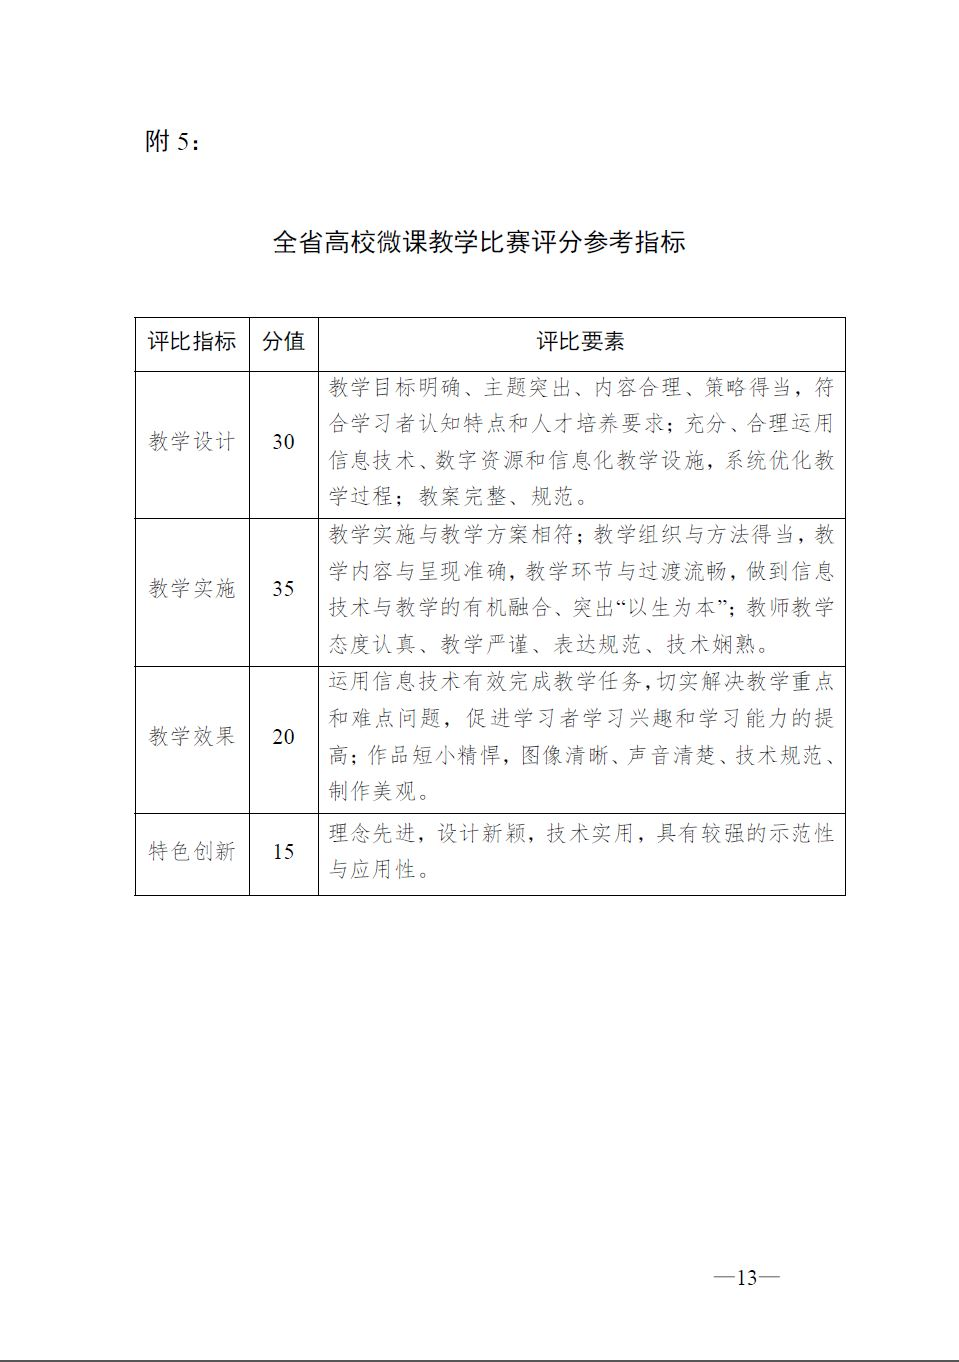 附 5：
全省高校微课教学比赛评分参考指标
评比指标 分值 评比要素
教学设计 30
教学目标明确、主题突出、内容合理、策略得当，符
合学习者认知特点和人才培养要求；充分、合理运用
信息技术、数字资源和信息化教学设施，系统优化教
学过程；教案完整、规范。
教学实施 35
教学实施与教学方案相符；教学组织与方法得当，教
学内容与呈现准确，教学环节与过渡流畅，做到信息
技术与教学的有机融合、突出“以生为本”；教师教学
态度认真、教学严谨、表达规范、技术娴熟。
教学效果 20
运用信息技术有效完成教学任务，切实解决教学重点
和难点问题，促进学习者学习兴趣和学习能力的提
高；作品短小精悍，图像清晰、声音清楚、技术规范、
制作美观。
特色创新 15
理念先进，设计新颖，技术实用，具有较强的示范性
与应用性。
—13—